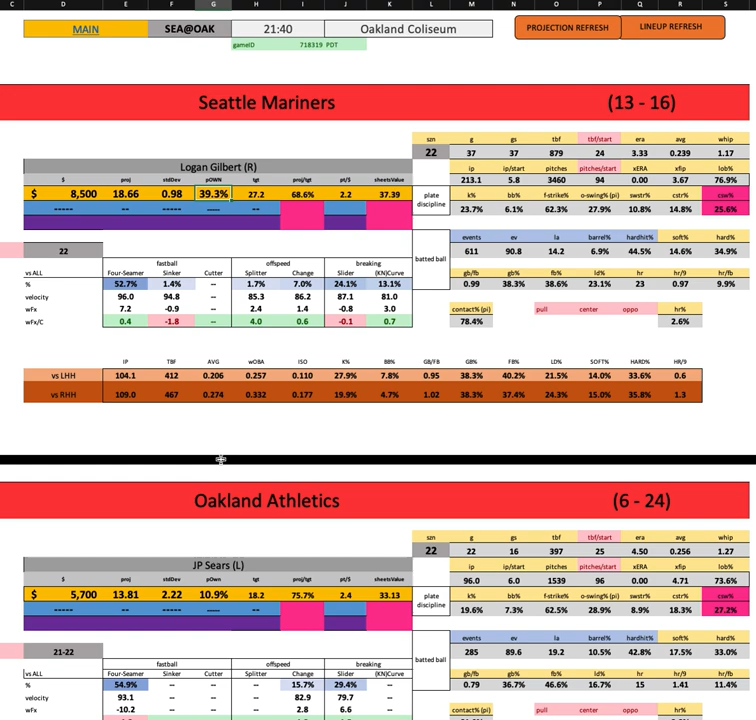 C D E F G H I J K L M N O P Q R S
MAIN SEA@OAK 21:40 Oakland Coliseum PROJECTION REFRESH LINEUP REFRESH
gameID 718319 PDT
Seattle Mariners (13 - 16)
szn g gs tbf tbf/start era avg whip
22 37 37 879 24 3.33 0.239 1.17
Logan Gilbert (R)
ip ip/start pitches pitches/start xERA xfip lob%
$ proj stdDev pOWN tgt proj/tgt pt/$ sheetsValue
213.1 5.8 3460 94 0.00 3.67 76.9%
$ 8,500 18.66 0.98 39.3% 27.2 68.6% 2.2 37.39
plate discipline
k% bb% f-strike% o-swing% (pi) swstr% cstr% csw%
----- -- ----- ---- --
23.7% 6.1% 62.3% 27.9% 10.8% 14.8% 25.6%
events ev la barrel% hardhit% soft% hard%
22
611 90.8 14.2 6.9% 44.5% 14.6% 34.9%
batted ball
fastball offspeed breaking
vs ALL Four-Seamer Sinker Cutter Splitter Change Slider (KN)Curve
gb/fb gb% fb% ld% hr hr/9 hr/fb
% 52.7% 1.4% -- 1.7% 7.0% 24.1% 13.1%
0.99 38.3% 38.6% 23.1% 23 0.97 9.9%
velocity 96.0 94.8 -- 85.3 86.2 87.1 81.0
wFx 7.2 -0.9 -- 2.4 1.4 -0.8 3.0
contact% (pi) pull center oppo hr%
wFx/C 0.4 -1.8 -- 4.0 0.6 -0.1 0.7
78.4% 2.6%
IP TBF AVG wOBA ISO K% BB% GB/FB GB% FB% LD% SOFT% HARD% HR/9
vs LHH 104.1 412 0.206 0.257 0.110 27.9% 7.8% 0.95 38.3% 40.2% 21.5% 14.0% 33.6% 0.6
vs RHH 109.0 467 0.274 0.332 0.177 19.9% 4.7% 1.02 38.3% 37.4% 24.3% 15.0% 35.8% 1.3
Oakland Athletics (6 - 24)
szn g gs tbf tbf/start era avg whip
22 22 16 397 25 4.50 0.256 1.27
JP Sears (L)
ip ip/start pitches pitches/start xERA xfip lob%
$ proj stdDev pOwn tgt proj/tgt pt/$ sheetsValue
96.0 6.0 1539 96 0.00 4.71 73.6%
$ 5,700 13.81 2.22 10.9% 18.2 75.7% 2.4 33.13
plate discipline
k% bb% f-strike% o-swing% (pi) swstr% cstr% csw%
----- -- ----- ---- --
19.6% 7.3% 62.5% 28.9% 8.9% 18.3% 27.2%
events ev la barrel% hardhit% soft% hard%
21-22
285 89.6 19.2 10.5% 42.8% 17.5% 33.0%
batted ball
fastball offspeed breaking
vs ALL Four-Seamer Sinker Cutter Splitter Change Slider (KN)Curve
gb/fb gb% fb% ld% hr hr/9 hr/fb
% 54.9% -- -- -- 15.7% 29.4% --
0.79 36.7% 46.6% 16.7% 15 1.41 11.4%
velocity 93.1 -- -- -- 82.9 79.7 --
wFx -10.2 -- -- -- 2.8 6.6 --
contact% (pi) pull center oppo hr%